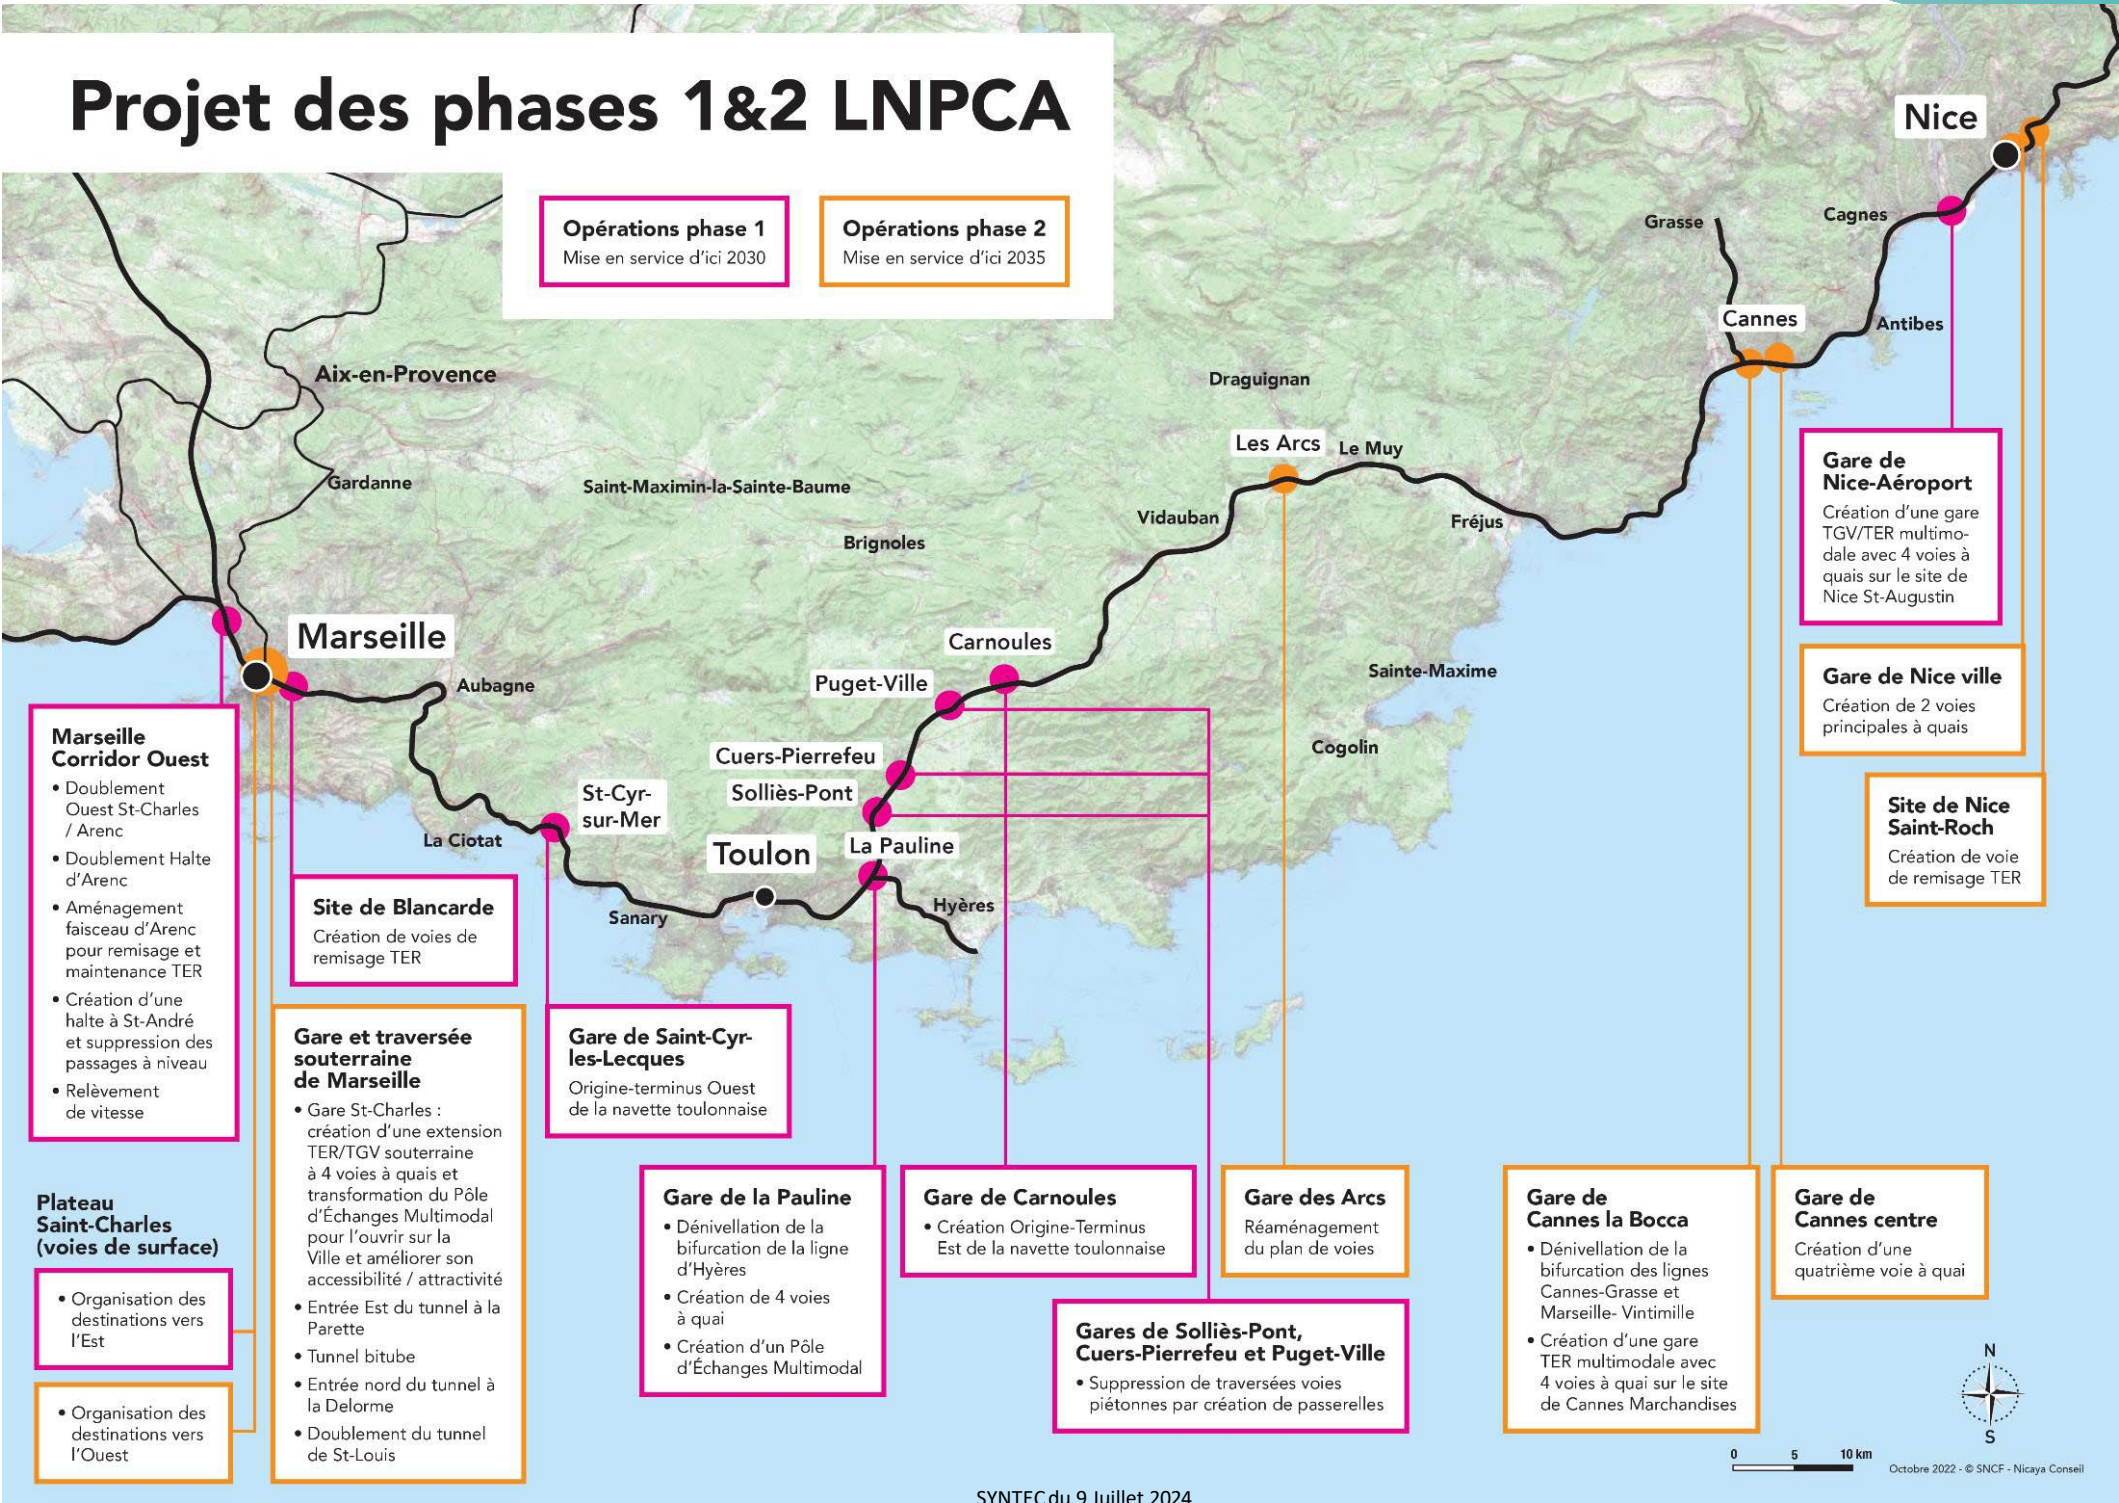 Projet des phases 1&2 LNPCA
Opérations phase 1
Mise en service d'ici 2030
Opérations phase 2
Mise en service d'ici 2035
Nice
Grasse
Cagnes
Cannes
Antibes
Aix-en-Provence
Draguignan
Les Arcs
Le Muy
Gardanne
Saint-Maximin-la-Sainte-Baume
Vidauban
Fréjus
Brignoles
Marseille
Carnoules
Sainte-Maxime
Puget-Ville
Aubagne
Cogolin
Cuers-Pierrefeu
Solliès-Pont
St-Cyr-
sur-Mer
La Ciotat
Toulon
La Pauline
Sanary
Hyères
Gare de
Nice-Aéroport
Création d'une gare
TGV/TER multimo-
dale avec 4 voies à
quais sur le site de
Nice St-Augustin
Gare de Nice ville
Création de 2 voies
principales à quais
Site de Nice
Saint-Roch
Création de voie
de remisage TER
Marseille
Corridor Ouest
• Doublement
Ouest St-Charles
/ Arenc
• Doublement Halte
d'Arenc
• Aménagement
faisceau d'Arenc
pour remisage et
maintenance TER
• Création d'une
halte à St-André
et suppression des
passages à niveau
• Relèvement
de vitesse
Site de Blancarde
Création de voies de
remisage TER
Gare et traversée
souterraine
de Marseille
• Gare St-Charles :
création d'une extension
TER/TGV souterraine
à 4 voies à quais et
transformation du Pôle
d'Échanges Multimodal
pour l'ouvrir sur la
Ville et améliorer son
accessibilité / attractivité
• Entrée Est du tunnel à la
Parette
• Tunnel bitube
• Entrée nord du tunnel à
la Delorme
• Doublement du tunnel
de St-Louis
Gare de Saint-Cyr-
les-Lecques
Origine-terminus Ouest
de la navette toulonnaise
Plateau
Saint-Charles
(voies de surface)
• Organisation des
destinations vers
l'Est
• Organisation des
destinations vers
l'Ouest
Gare de la Pauline
• Dénivellation de la
bifurcation de la ligne
d'Hyères
• Création de 4 voies
à quai
• Création d'un Pôle
d'Échanges Multimodal
Gare de Carnoules
• Création Origine-Terminus
Est de la navette toulonnaise
Gares de Solliès-Pont,
Cuers-Pierrefeu et Puget-Ville
• Suppression de traversées voies
piétonnes par création de passerelles
Gare des Arcs
Réaménagement
du plan de voies
Gare de
Cannes la Bocca
• Dénivellation de la
bifurcation des lignes
Cannes-Grasse et
Marseille- Vintimille
• Création d'une gare
TER multimodale avec
4 voies à quai sur le site
de Cannes Marchandises
Gare de
Cannes centre
Création d'une
quatrième voie à quai
N
S
0 5 10 km
Octobre 2022 - © SNCF - Nicaya Conseil
SYNTEC du 9 Juillet 2024